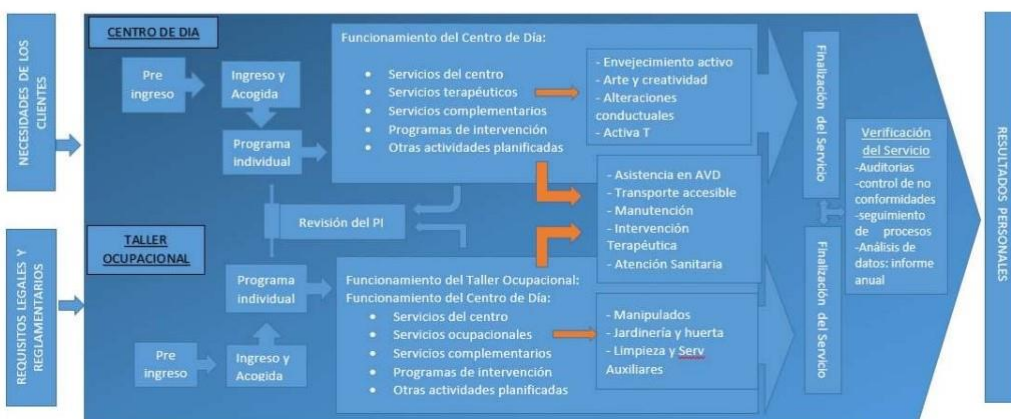 NECESIDADES DE LOS
CLIENTES
REQUISITOS LEGALES Y
REGLAMENTARIOS
CENTRO DE DIA
Pre
ingreso
Ingreso y
Acogida
Programa
individual
Funcionamiento del Centro de Día:
• Servicios del centro
• Servicios terapéuticos
• Servicios complementarios
• Programas de intervención
• Otras actividades planificadas
- Envejecimiento activo
- Arte y creatividad
- Alteraciones
conductuales
- Activa T
Revisión del PI
- Asistencia en AVD
- Transporte accesible
- Manutención
- Intervención
Terapéutica
- Atención Sanitaria
TALLER
OCUPACIONAL
Pre
ingreso
Ingreso y
Acogida
Programa
individual
Funcionamiento del Taller Ocupacional:
Funcionamiento del Centro de Día:
• Servicios del centro
• Servicios ocupacionales
• Servicios complementarios
• Programas de intervención
• Otras actividades planificadas
- Manipulados
- Jardinería y huerta
- Limpieza y Serv
Auxiliares
Finalización del Servicio
Finalización del Servicio
Verificación
del Servicio
-Auditorias
-control de no
conformidades
-seguimiento
de procesos
-Análisis de
datos: informe
anual
RESULTADOS PERSONALES